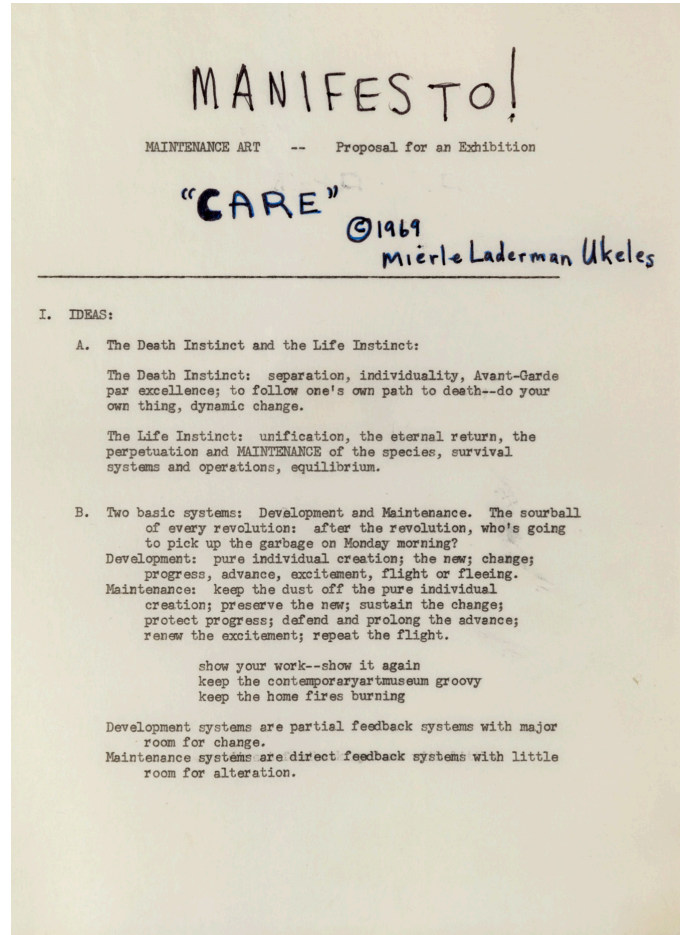 MANIFESTO!
MAINTENANCE ART -- Proposal for an Exhibition
"CARE"
©1969
Mierle Laderman Ukeles
I. IDEAS:
A. The Death Instinct and the Life Instinct:
The Death Instinct: separation, individuality, Avant-Garde
par excellence; to follow one's own path to death--do your
own thing, dynamic change.
The Life Instinct: unification, the eternal return, the
perpetuation and MAINTENANCE of the species, survival
systems and operations, equilibrium.
B. Two basic systems: Development and Maintenance. The sourball
of every revolution: after the revolution, who's going
to pick up the garbage on Monday morning?
Development: pure individual creation; the new; change;
progress, advance, excitement, flight or fleeing.
Maintenance: keep the dust off the pure individual
creation; preserve the new; sustain the change;
protect progress; defend and prolong the advance;
renew the excitement; repeat the flight.
show your work--show it again
keep the contemporaryartmuseum groovy
keep the home fires burning
Development systems are partial feedback systems with major
room for change.
Maintenance systems are direct feedback systems with little
room for alteration.